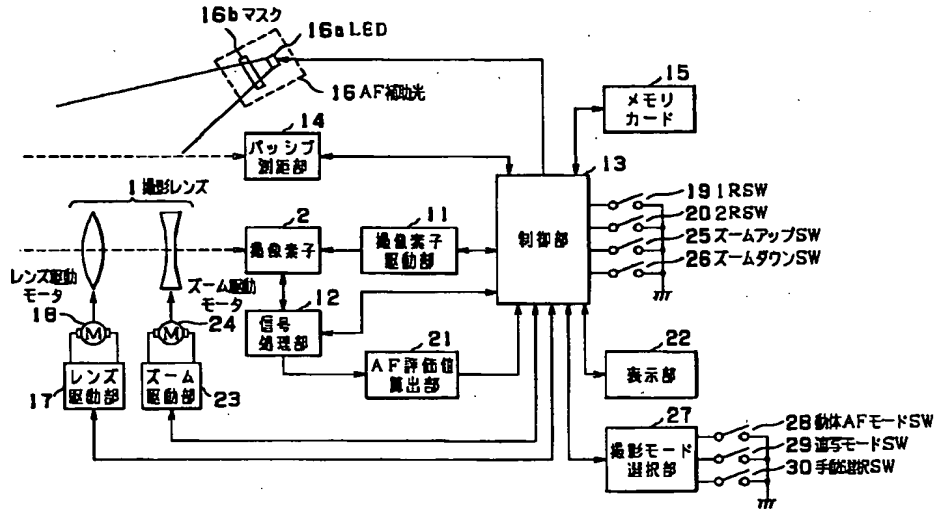 16b マスク
16a LED
16 AF補助光
14
パッシブ
測距部
15
メモリ
カード
13
制御部
19 1RSW
20 2RSW
25 ズームアップSW
26 ズームダウンSW
1 撮影レンズ
2
撮像素子
11
撮像素子
駆動部
レンズ駆動
モータ
18
M
ズーム駆動
モータ
24
M
12
信号
処理部
21
AF評価値
算出部
22
表示部
17
レンズ
駆動部
ズーム
駆動部
23
27
撮影モード
選択部
28 動体AFモードSW
29 連写モードSW
30 手動選択SW